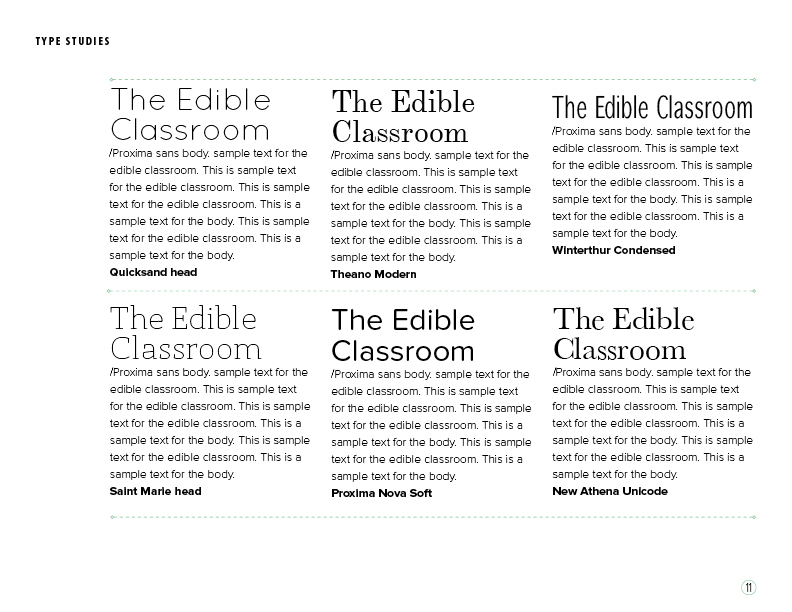 TYPE STUDIES
The Edible
Classroom
/Proxima sans body. sample text for the
edible classroom. This is sample text
for the edible classroom. This is sample
text for the edible classroom. This is a
sample text for the body. This is sample
text for the edible classroom. This is a
sample text for the body.
Quicksand head
The Edible
Classroom
/Proxima sans body. sample text for the
edible classroom. This is sample text
for the edible classroom. This is sample
text for the edible classroom. This is a
sample text for the body. This is sample
text for the edible classroom. This is a
sample text for the body.
Theano Modern
The Edible Classroom
/Proxima sans body. sample text for the
edible classroom. This is sample text
for the edible classroom. This is sample
text for the edible classroom. This is a
sample text for the body. This is sample
text for the edible classroom. This is a
sample text for the body.
Winterthur Condensed
The Edible
Classroom
/Proxima sans body. sample text for the
edible classroom. This is sample text
for the edible classroom. This is sample
text for the edible classroom. This is a
sample text for the body. This is sample
text for the edible classroom. This is a
sample text for the body.
Saint Marie head
The Edible
Classroom
/Proxima sans body. sample text for the
edible classroom. This is sample text
for the edible classroom. This is sample
text for the edible classroom. This is a
sample text for the body. This is sample
text for the edible classroom. This is a
sample text for the body.
Proxima Nova Soft
The Edible
Classroom
/Proxima sans body. sample text for the
edible classroom. This is sample text
for the edible classroom. This is sample
text for the edible classroom. This is a
sample text for the body. This is sample
text for the edible classroom. This is a
sample text for the body.
New Athena Unicode
11